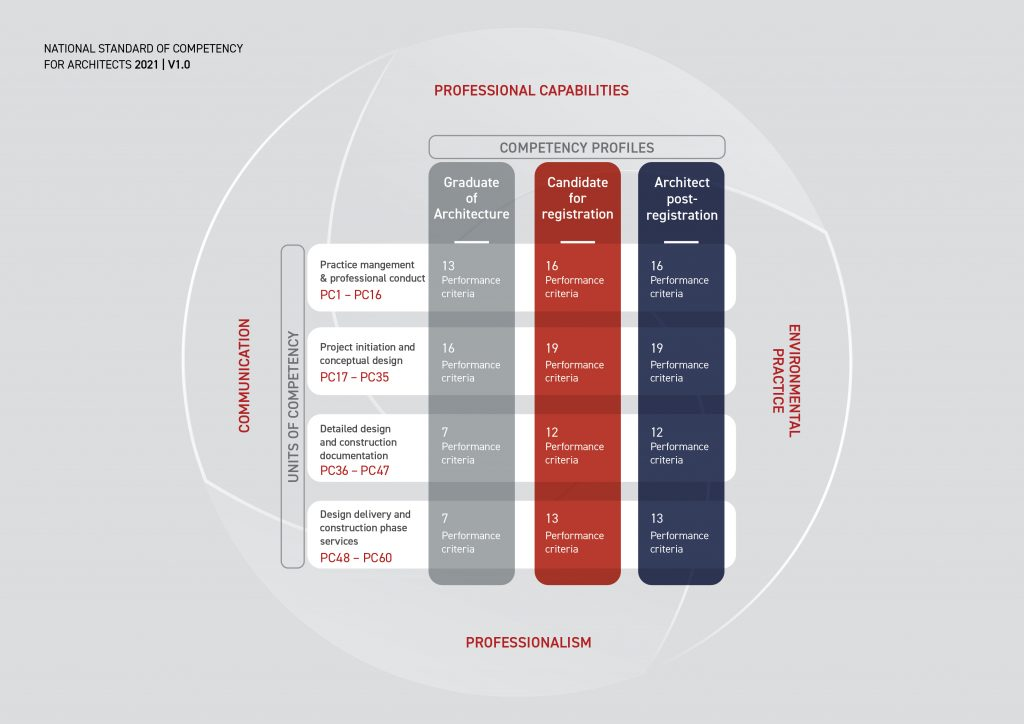 NATIONAL STANDARD OF COMPETENCY
FOR ARCHITECTS 2021 | V1.0
PROFESSIONAL CAPABILITIES
COMPETENCY PROFILES
Graduate
of
Architecture
Candidate
for
registration
Architect
post-
registration
UNITS OF COMPETENCY
Practice mangement
& professional conduct
PC1 – PC16
13
Performance
criteria
16
Performance
criteria
16
Performance
criteria
Project initiation and
conceptual design
PC17 – PC35
16
Performance
criteria
19
Performance
criteria
19
Performance
criteria
Detailed design
and construction
documentation
PC36 – PC47
7
Performance
criteria
12
Performance
criteria
12
Performance
criteria
Design delivery and
construction phase
services
PC48 – PC60
7
Performance
criteria
13
Performance
criteria
13
Performance
criteria
COMMUNICATION
ENVIRONMENTAL
PRACTICE
PROFESSIONALISM